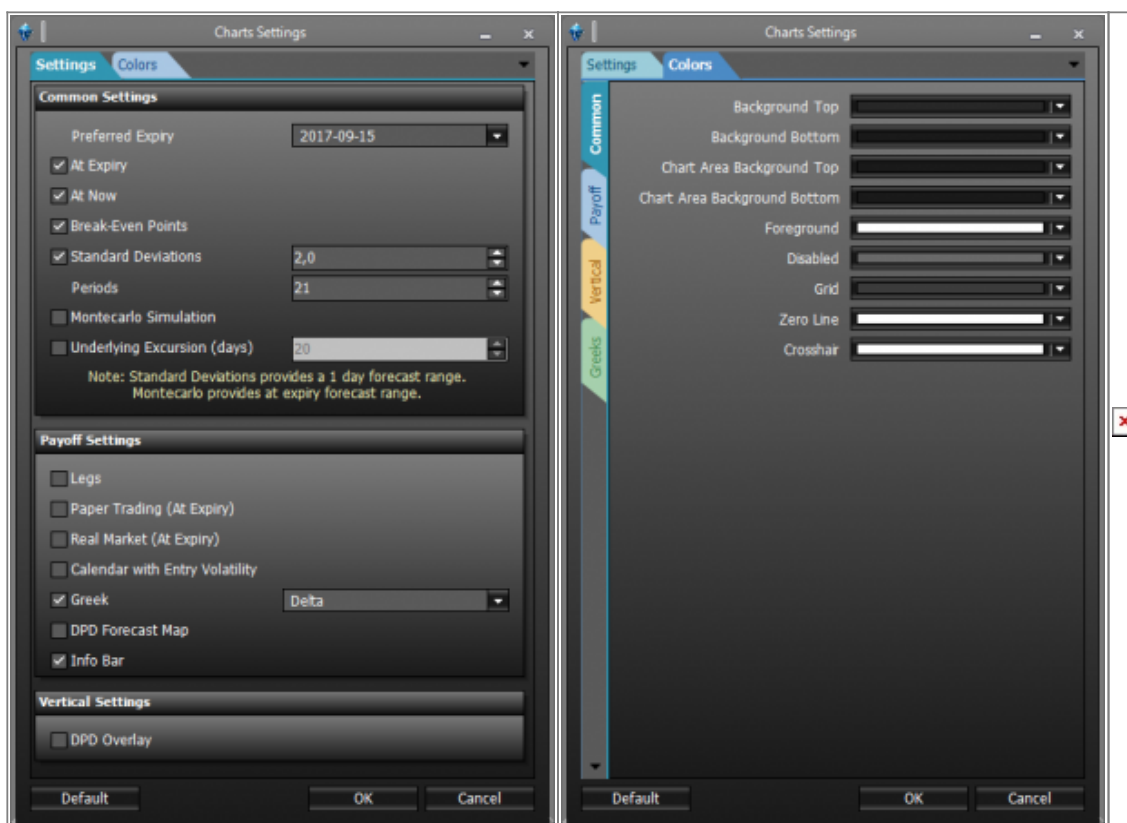 Charts Settings
Settings Colors
Common Settings
Preferred Expiry 2017-09-15
At Expiry
At Now
Break-Even Points
Standard Deviations 2,0
Periods 21
Montecarlo Simulation
Underlying Excursion (days) 20
Note: Standard Deviations provides a 1 day forecast range.
Montecarlo provides at expiry forecast range.
Payoff Settings
Legs
Paper Trading (At Expiry)
Real Market (At Expiry)
Calendar with Entry Volatility
Greek Delta
DPD Forecast Map
Info Bar
Vertical Settings
DPD Overlay
Default OK Cancel
Charts Settings
Settings Colors
Common
Payoff
Vertical
Greeks
Background Top
Background Bottom
Chart Area Background Top
Chart Area Background Bottom
Foreground
Disabled
Grid
Zero Line
Crosshair
Default OK Cancel